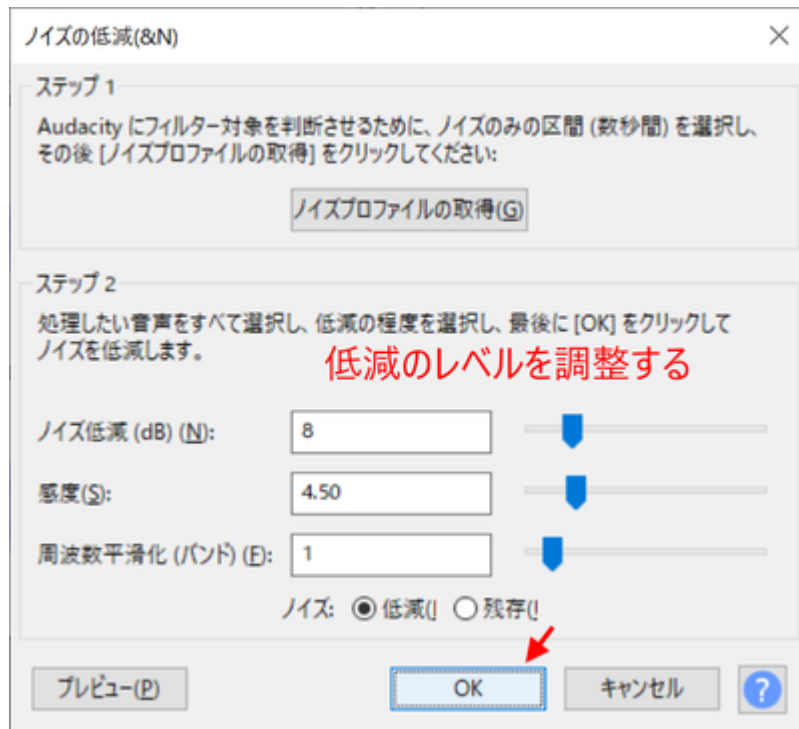 ノイズの低減(&N)
ステップ 1
Audacity にフィルター対象を判断させるために、ノイズのみの区間 (数秒間) を選択し、
その後 [ノイズプロファイルの取得] をクリックしてください:
ノイズプロファイルの取得(G)
ステップ 2
処理したい音声をすべて選択し、低減の程度を選択し、最後に [OK] をクリックして
ノイズを低減します。
低減のレベルを調整する
ノイズ低減 (dB) (N): 8
感度(S): 4.50
周波数平滑化 (バンド) (F): 1
ノイズ: 低減( 残存(
プレビュー(P) OK キャンセル ?